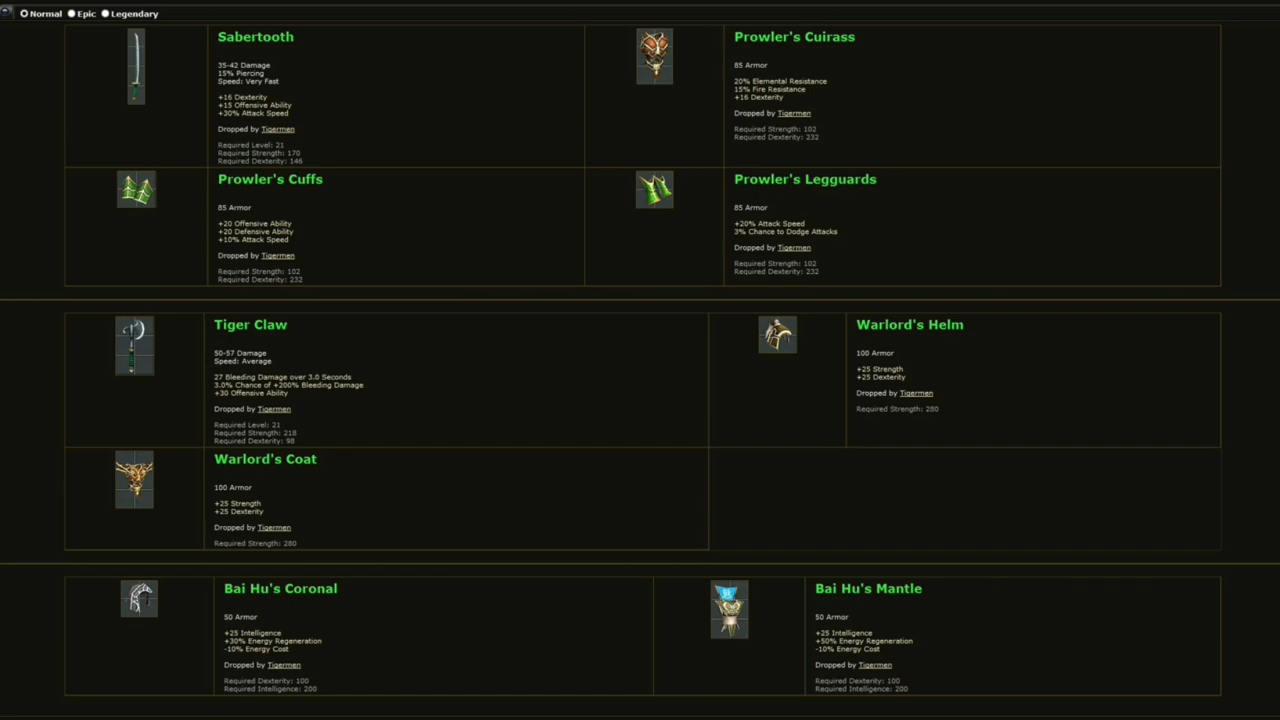 Normal Epic Legendary
Sabertooth
35-42 Damage
15% Piercing
Speed: Very Fast
+16 Dexterity
+15 Offensive Ability
+30% Attack Speed
Dropped by Tigermen
Required Level: 21
Required Strength: 170
Required Dexterity: 146
Prowler's Cuirass
85 Armor
20% Elemental Resistance
15% Fire Resistance
+16 Dexterity
Dropped by Tigermen
Required Strength: 102
Required Dexterity: 232
Prowler's Cuffs
85 Armor
+20 Offensive Ability
+20 Defensive Ability
+10% Attack Speed
Dropped by Tigermen
Required Strength: 102
Required Dexterity: 232
Prowler's Legguards
85 Armor
+20% Attack Speed
3% Chance to Dodge Attacks
Dropped by Tigermen
Required Strength: 102
Required Dexterity: 232
Tiger Claw
50-57 Damage
Speed: Average
27 Bleeding Damage over 3.0 Seconds
3.0% Chance of +200% Bleeding Damage
+30 Offensive Ability
Dropped by Tigermen
Required Level: 21
Required Strength: 218
Required Dexterity: 98
Warlord's Helm
100 Armor
+25 Strength
+25 Dexterity
Dropped by Tigermen
Required Strength: 280
Warlord's Coat
100 Armor
+25 Strength
+25 Dexterity
Dropped by Tigermen
Required Strength: 280
Bai Hu's Coronal
50 Armor
+25 Intelligence
+30% Energy Regeneration
-10% Energy Cost
Dropped by Tigermen
Required Dexterity: 100
Required Intelligence: 200
Bai Hu's Mantle
50 Armor
+25 Intelligence
+50% Energy Regeneration
-10% Energy Cost
Dropped by Tigermen
Required Dexterity: 100
Required Intelligence: 200